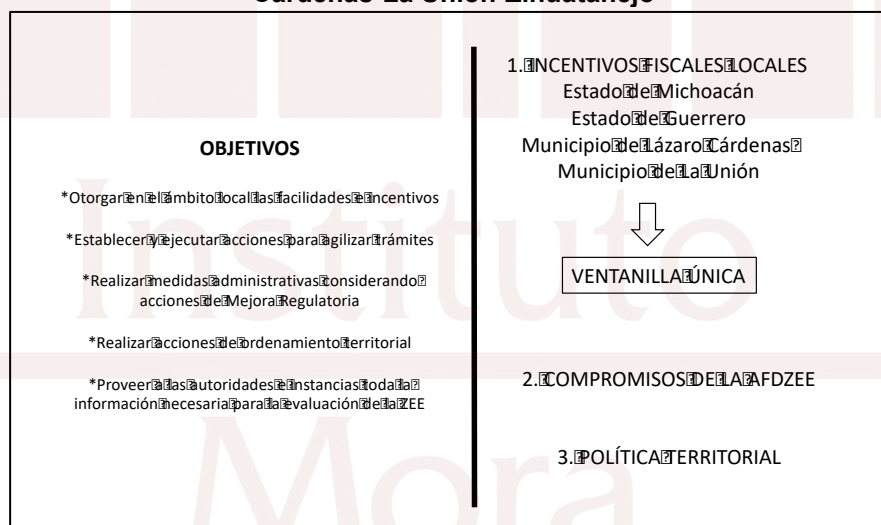 Cárdenas-La Unión-Zihuatanejo
OBJETIVOS
*Otorgar en el ámbito local las facilidades e incentivos
*Establecer y ejecutar acciones para agilizar trámites
*Realizar medidas administrativas considerando
acciones de Mejora Regulatoria
*Realizar acciones de ordenamiento territorial
*Proveer a las autoridades e instancias toda la
información necesaria para la evaluación de la ZEE
1. INCENTIVOS FISCALES LOCALES
Estado de Michoacán
Estado de Guerrero
Municipio de Lázaro Cárdenas
Municipio de La Unión
VENTANILLA ÚNICA
2. COMPROMISOS DE LA AFDZEE
3. POLÍTICA TERRITORIAL
Instituto
Mora